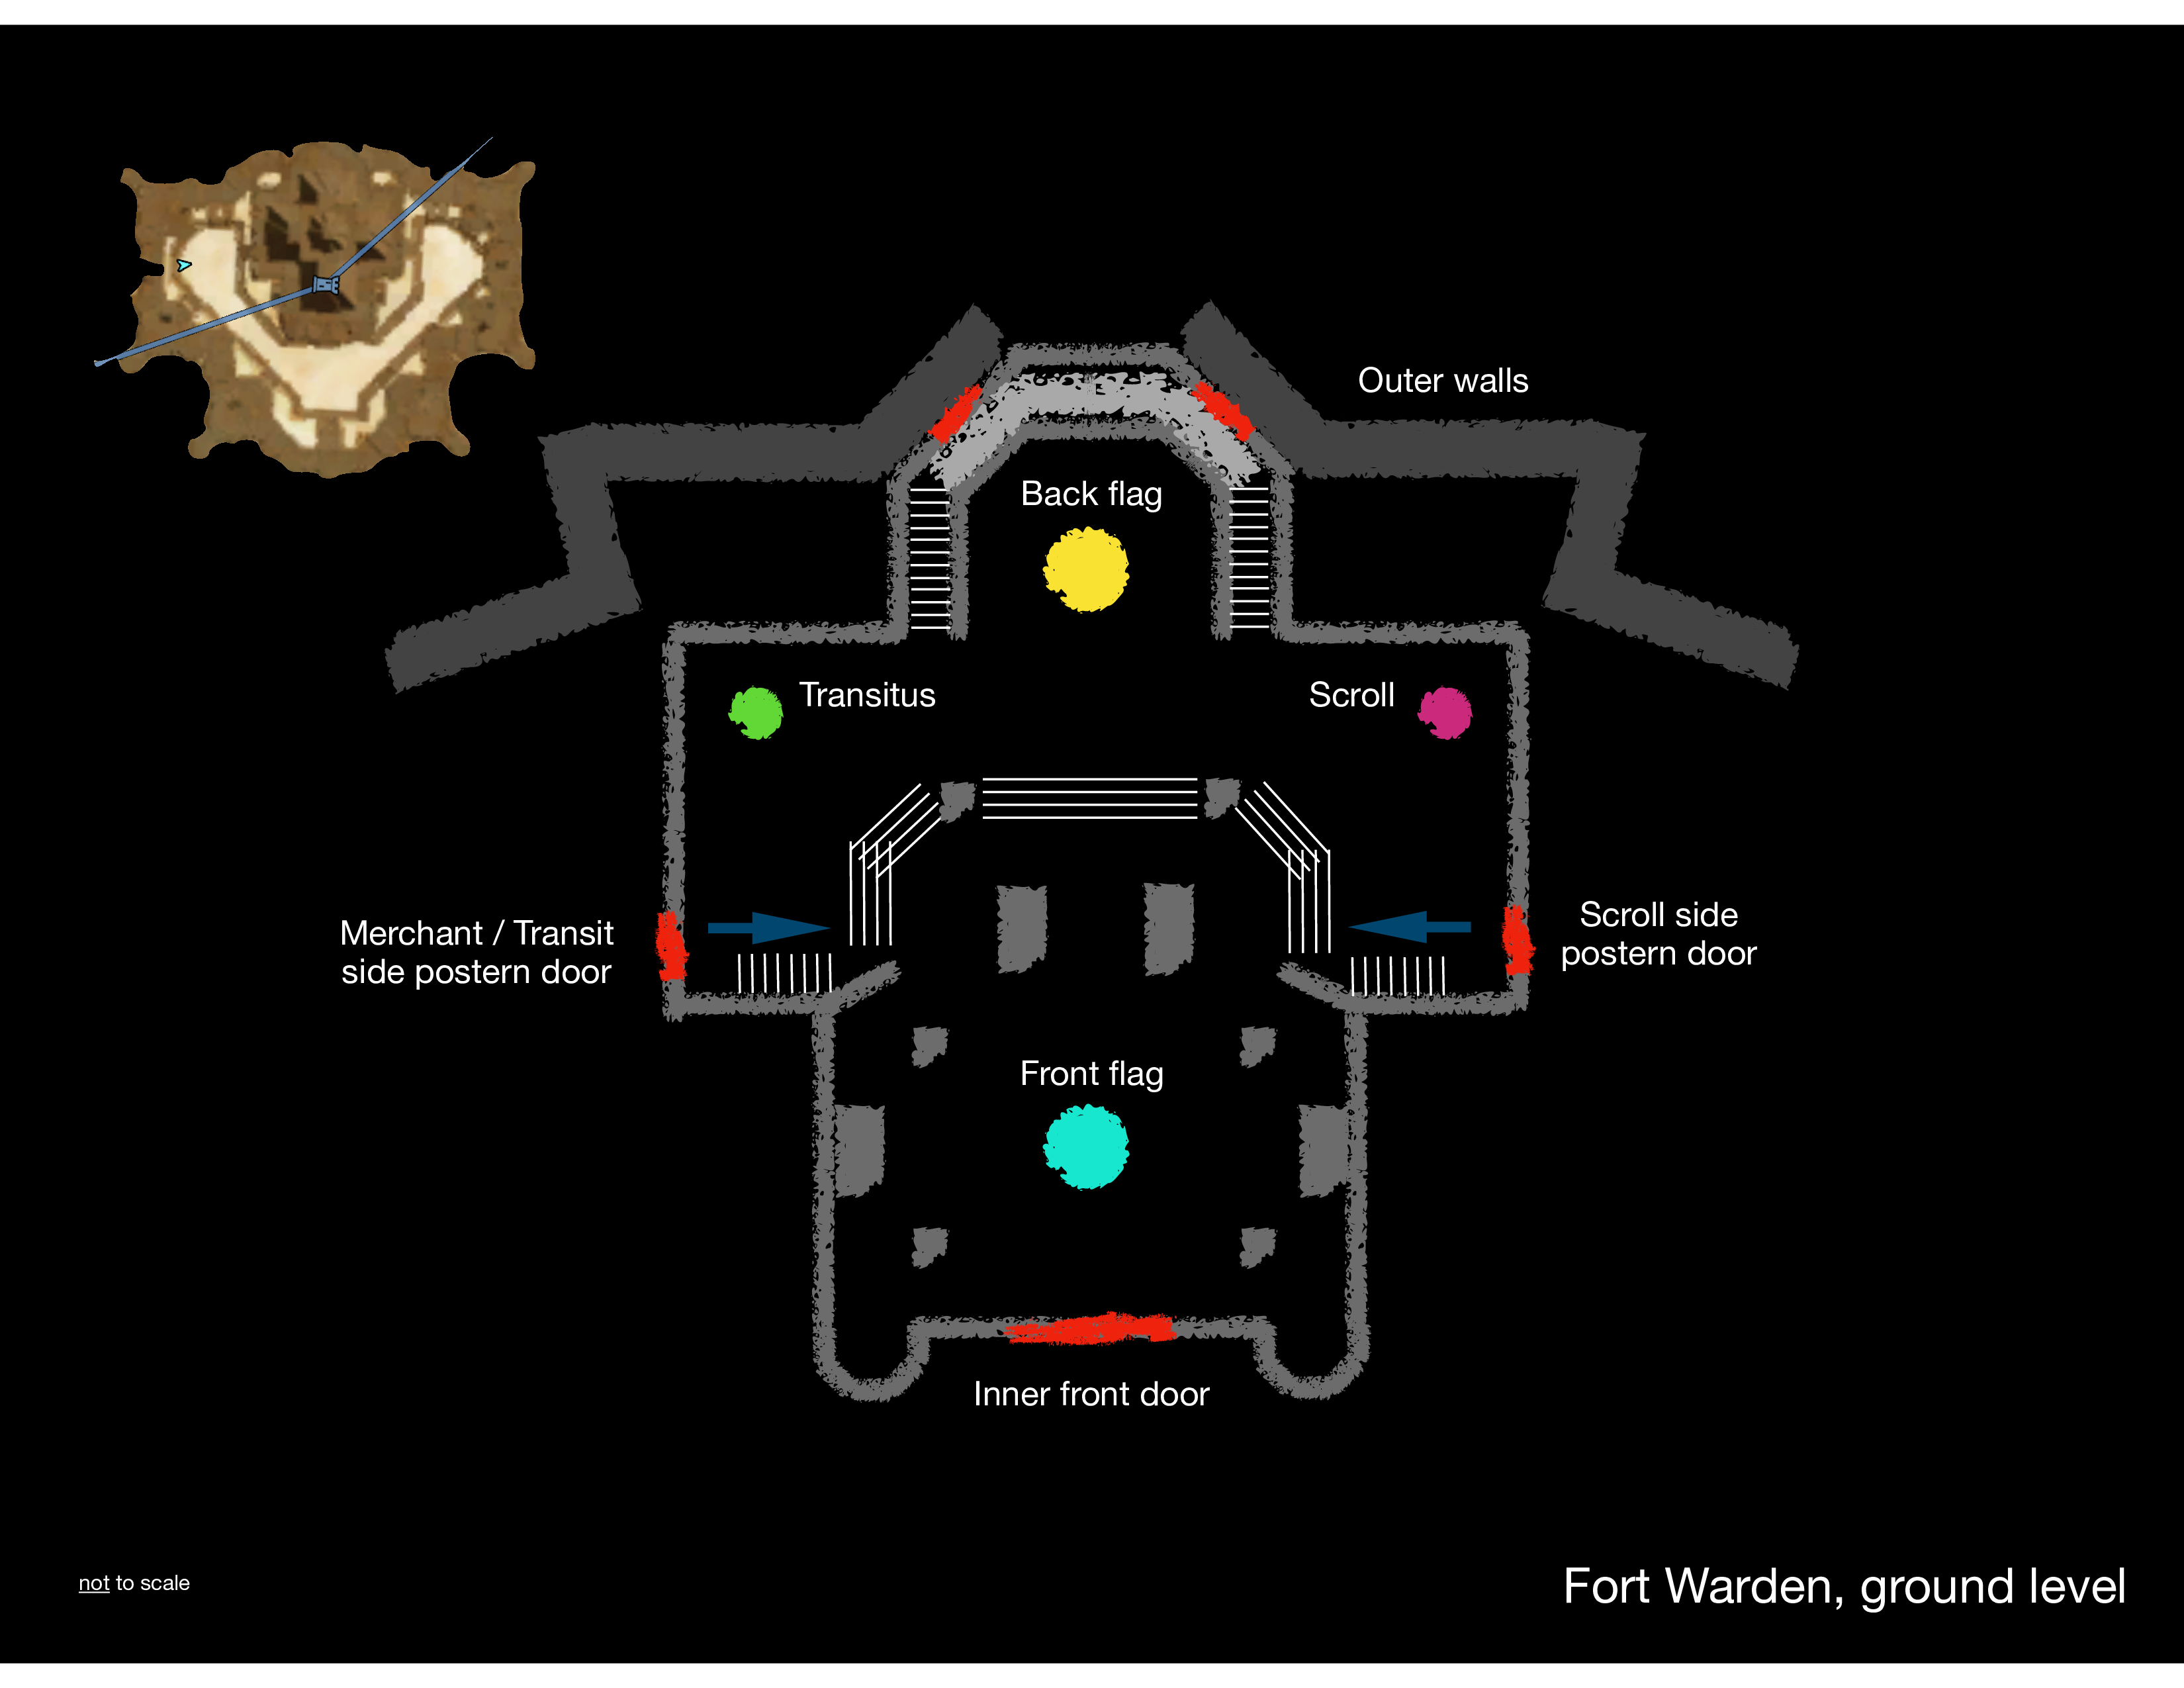 Outer walls
Back flag
Transitus
Scroll
Merchant / Transit
side postern door
Scroll side
postern door
Front flag
Inner front door
not to scale
Fort Warden, ground level